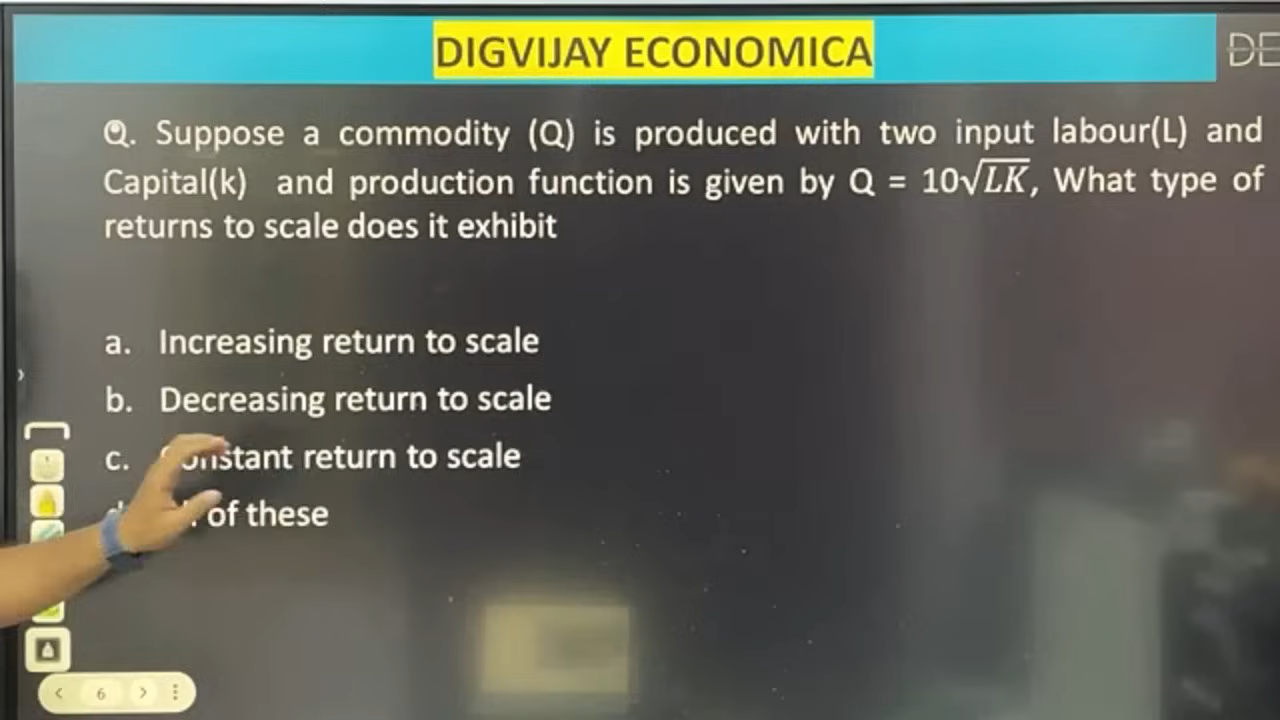 DIGVIJAY ECONOMICA
DE
Q. Suppose a commodity (Q) is produced with two input labour(L) and
Capital(k) and production function is given by Q = 10√LK, What type of
returns to scale does it exhibit
a. Increasing return to scale
b. Decreasing return to scale
c. Constant return to scale
of these
6